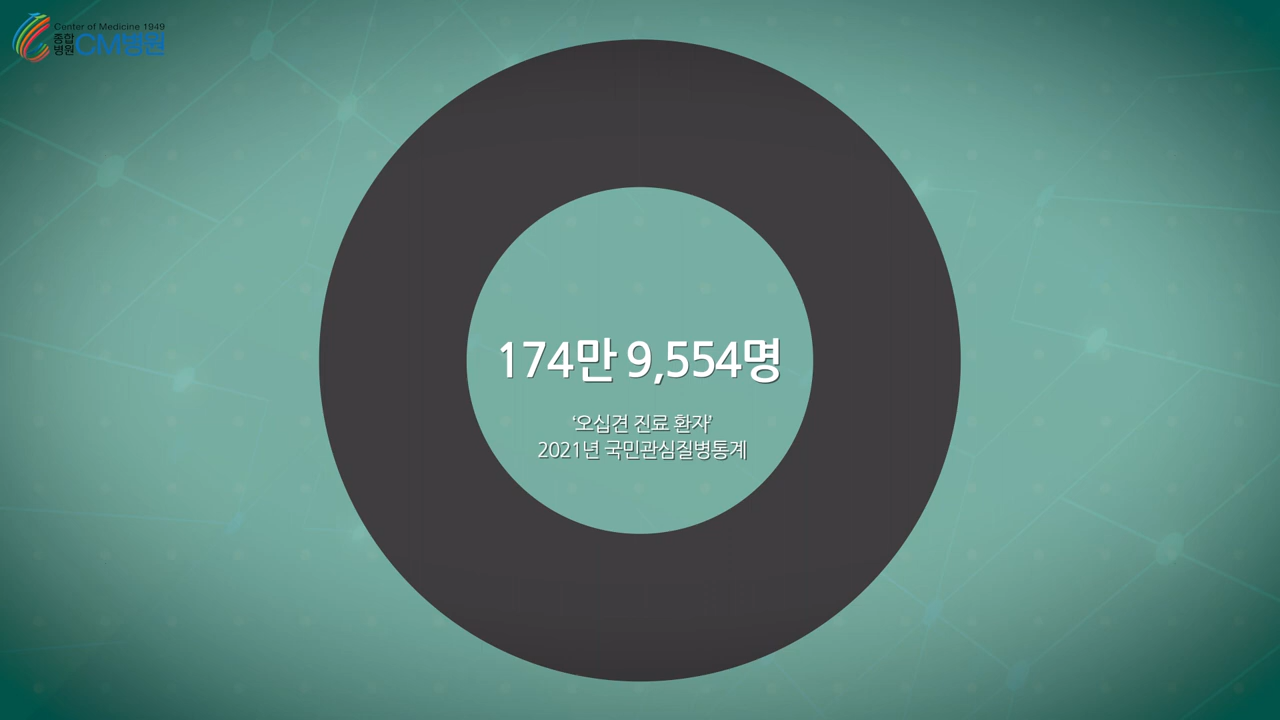 Center of Medicine 1949
종합
병원 CM병원
174만 9,554명
'오십견 진료 환자'
2021년 국민관심질병통계